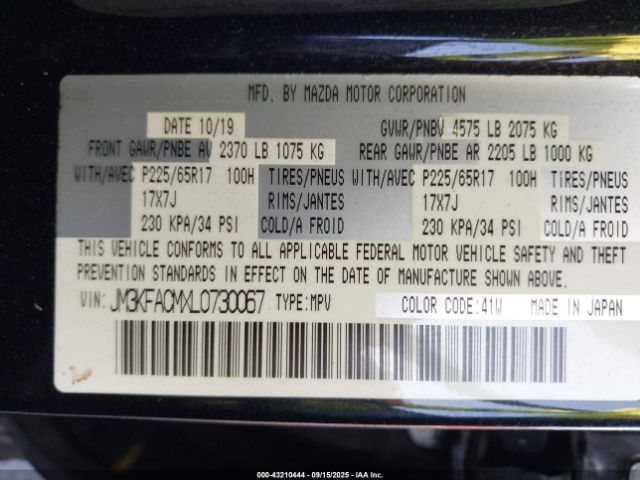 MFD. BY MAZDA MOTOR CORPORATION
DATE 10/19 GVWR/PNBV 4575 LB 2075 KG
FRONT GAWR/PNBE AV 2370 LB 1075 KG REAR GAWR/PNBE AR 2205 LB 1000 KG
WITH/AVEC P225/65R17 100H TIRES/PNEUS WITH/AVEC P225/65R17 100H TIRES/PNEUS
17X7J RIMS/JANTES 17X7J RIMS/JANTES
230 KPA/34 PSI COLD/A FROID 230 KPA/34 PSI COLD/A FROID
THIS VEHICLE CONFORMS TO ALL APPLICABLE FEDERAL MOTOR VEHICLE SAFETY AND THEFT
PREVENTION STANDARDS IN EFFECT ON THE DATE OF MANUFACTURE SHOWN ABOVE.
VIN: JM3KFACMXL0730067 TYPE:MPV COLOR CODE:41W MADE IN JAPAN
000-43210444 - 09/15/2025 - IAA Inc.